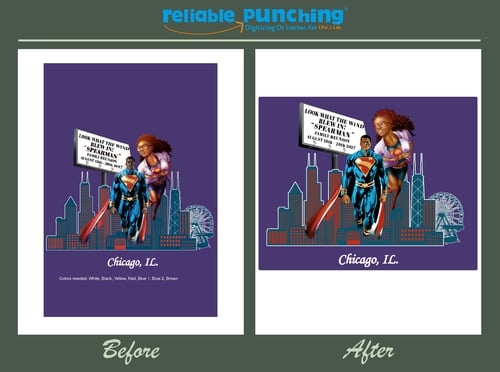 reliable punching
Digitizing Or Vector Art (Pvt.) Ltd.
LOOK WHAT THE WIND
BLEW IN!
"SPEARMAN"
FAMILY REUNION
AUGUST 18th - 20th 2017
Chicago, IL.
Colors needed: White, Blank, Yellow, Red, Blue 1, Blue 2, Brown
Before
LOOK WHAT THE WIND
BLEW IN!
"SPEARMAN"
FAMILY REUNION
AUGUST 18th - 20th 2017
Chicago, IL.
After